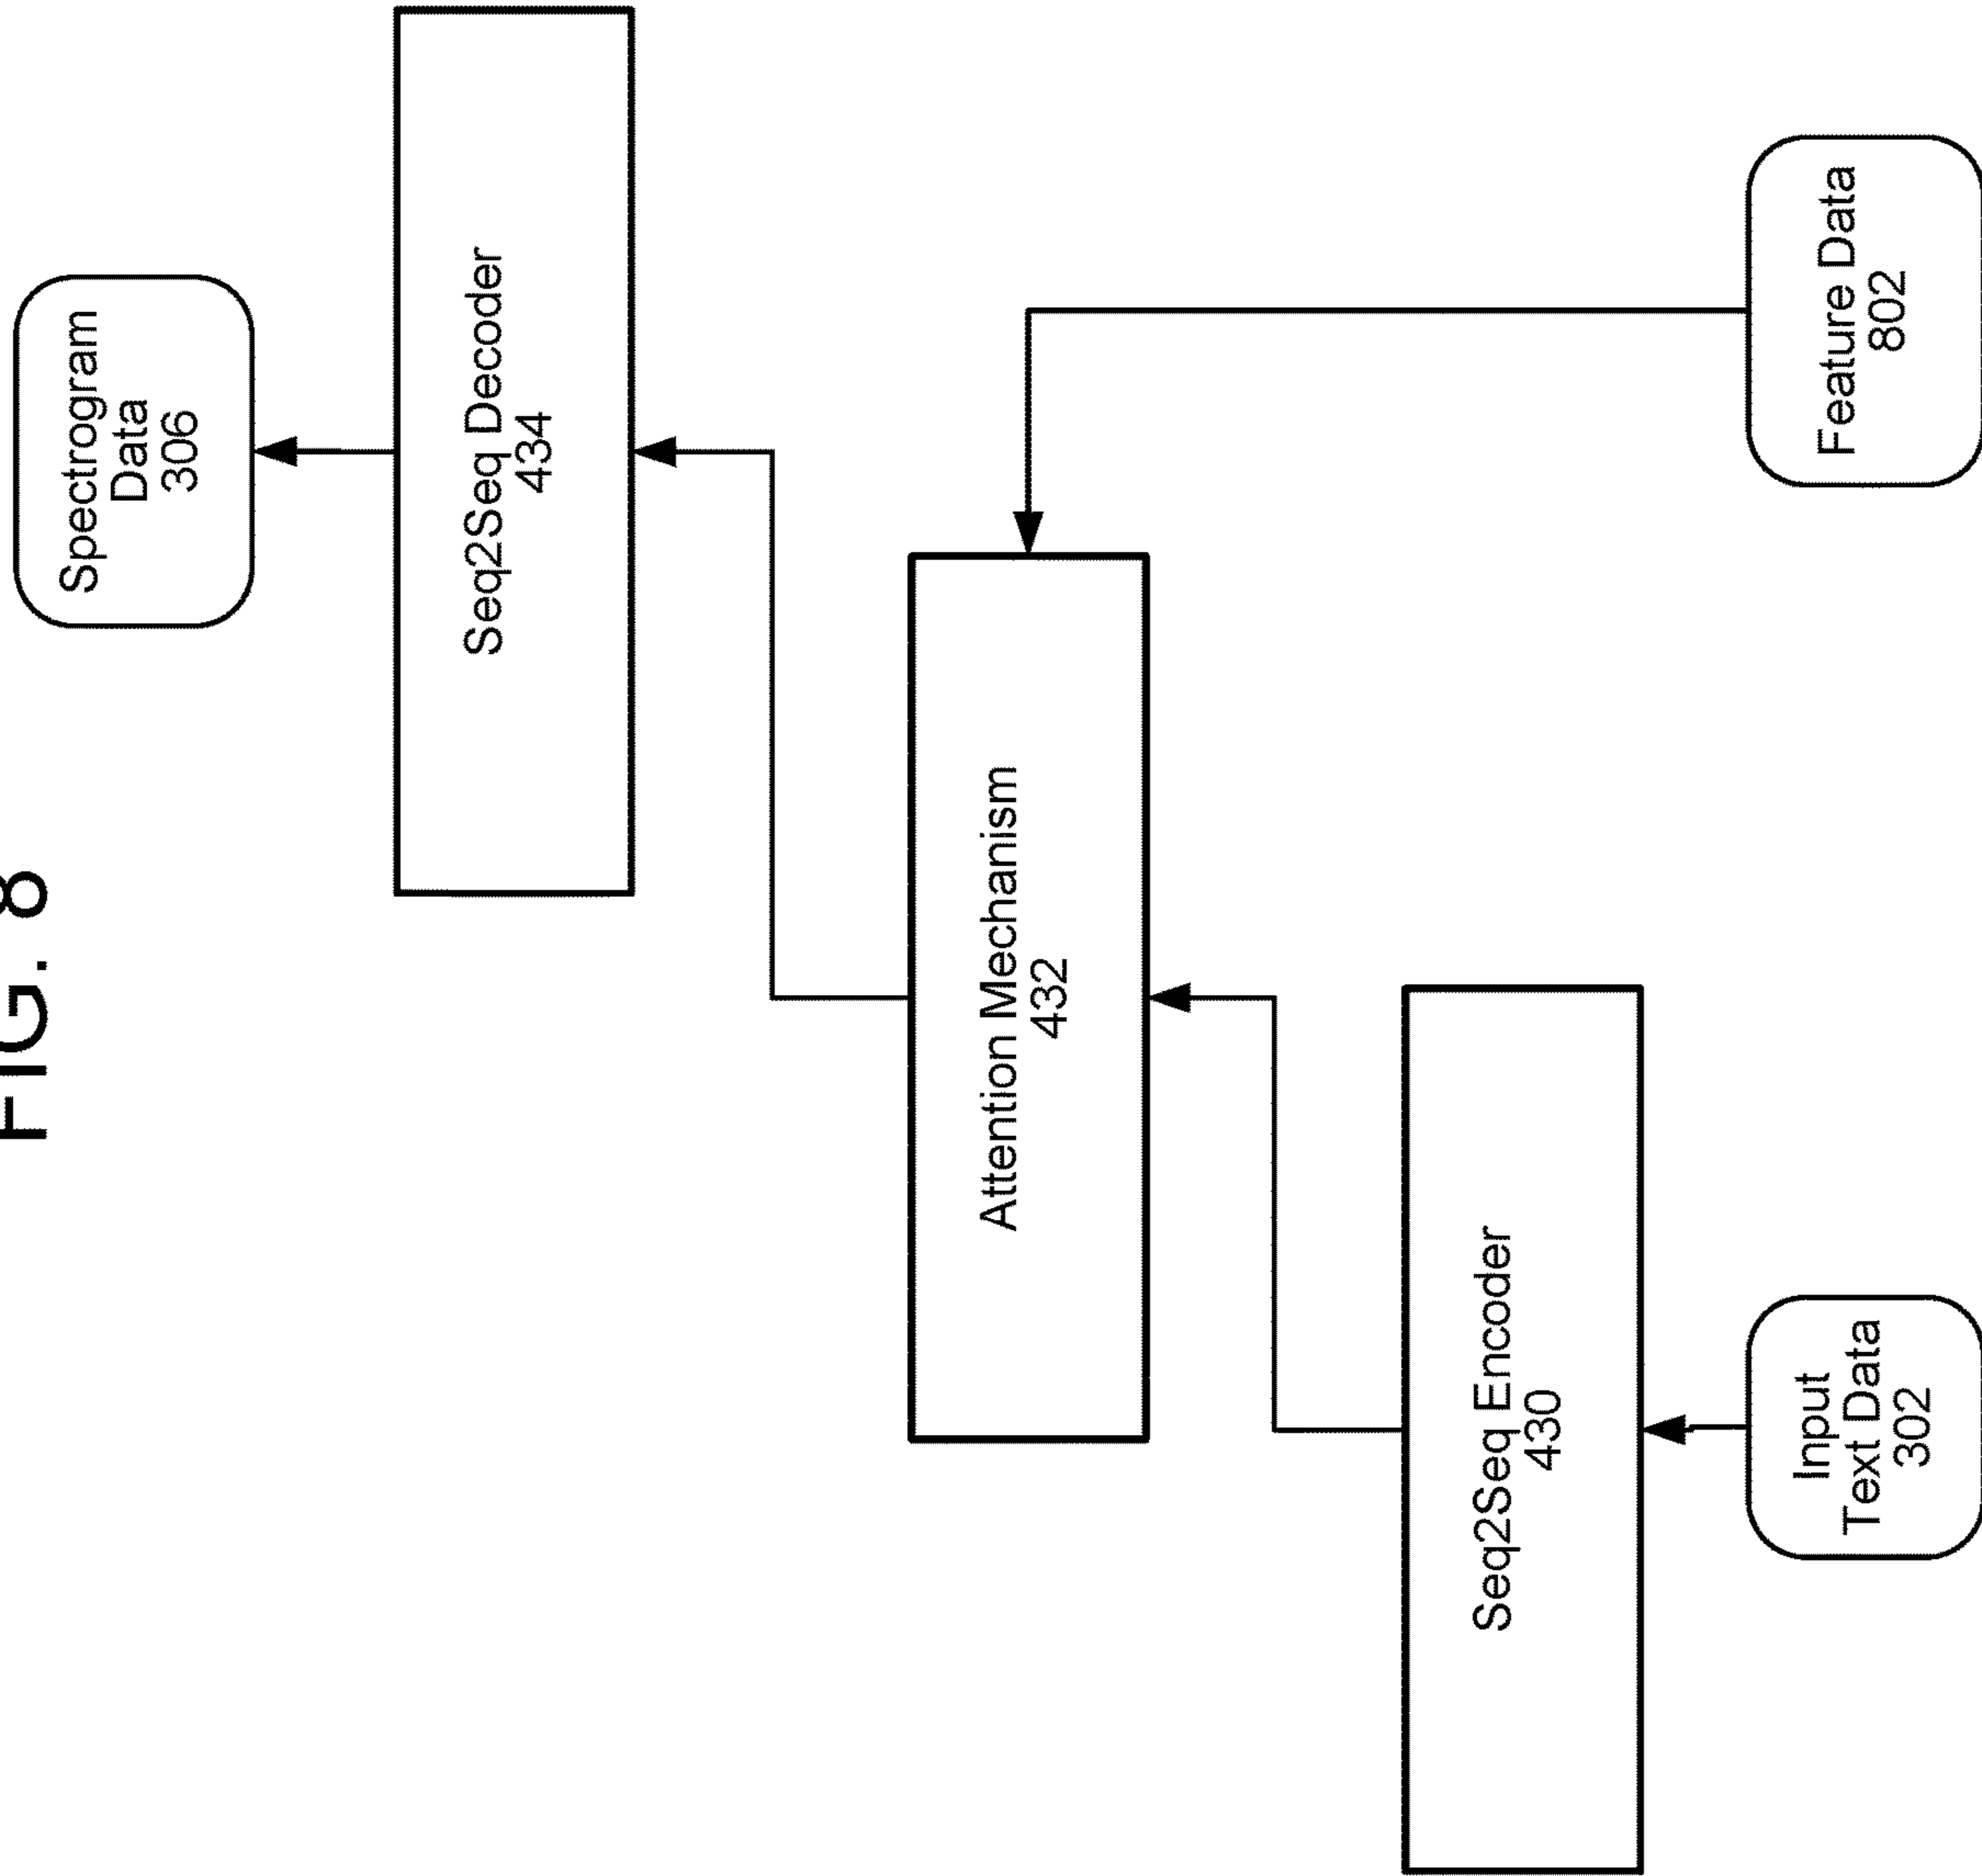 FIG. 8
Spectrogram
Data
306
Seq2Seq Decoder
434
Attention Mechanism
432
Seq2Seq Encoder
430
Input
Text Data
302
Feature Data
802